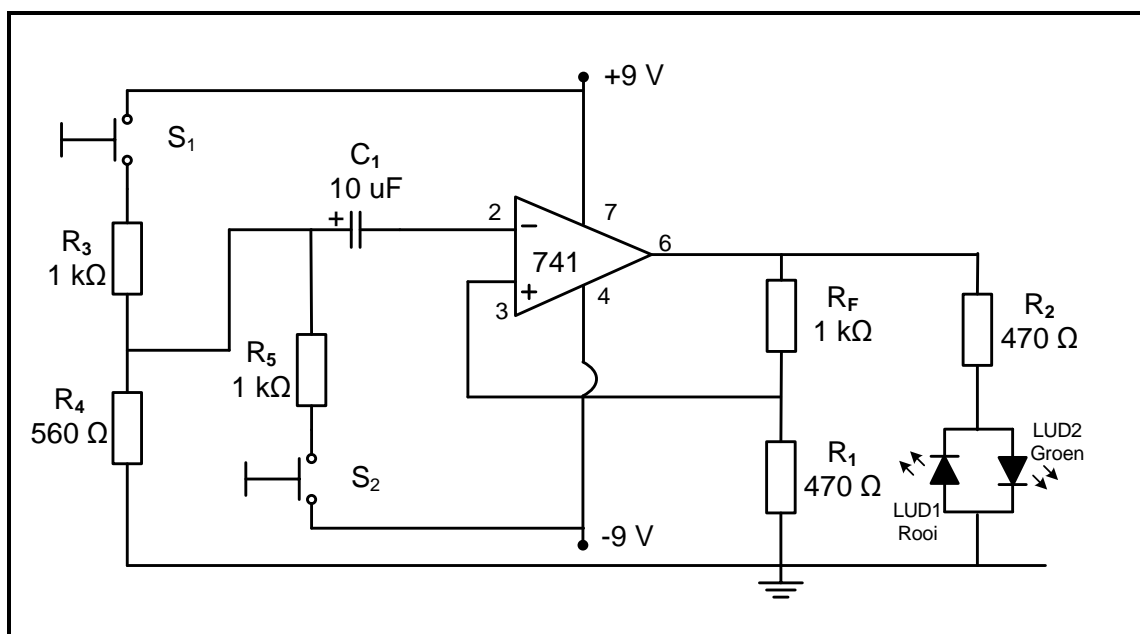 +9 V
S₁
C₁
10 uF
2
7
R₃
1 kΩ
741
6
3
4
R_F
1 kΩ
R₂
470 Ω
R₅
1 kΩ
R₄
560 Ω
LUD2
Groen
R₁
470 Ω
S₂
LUD1
Rooi
-9 V